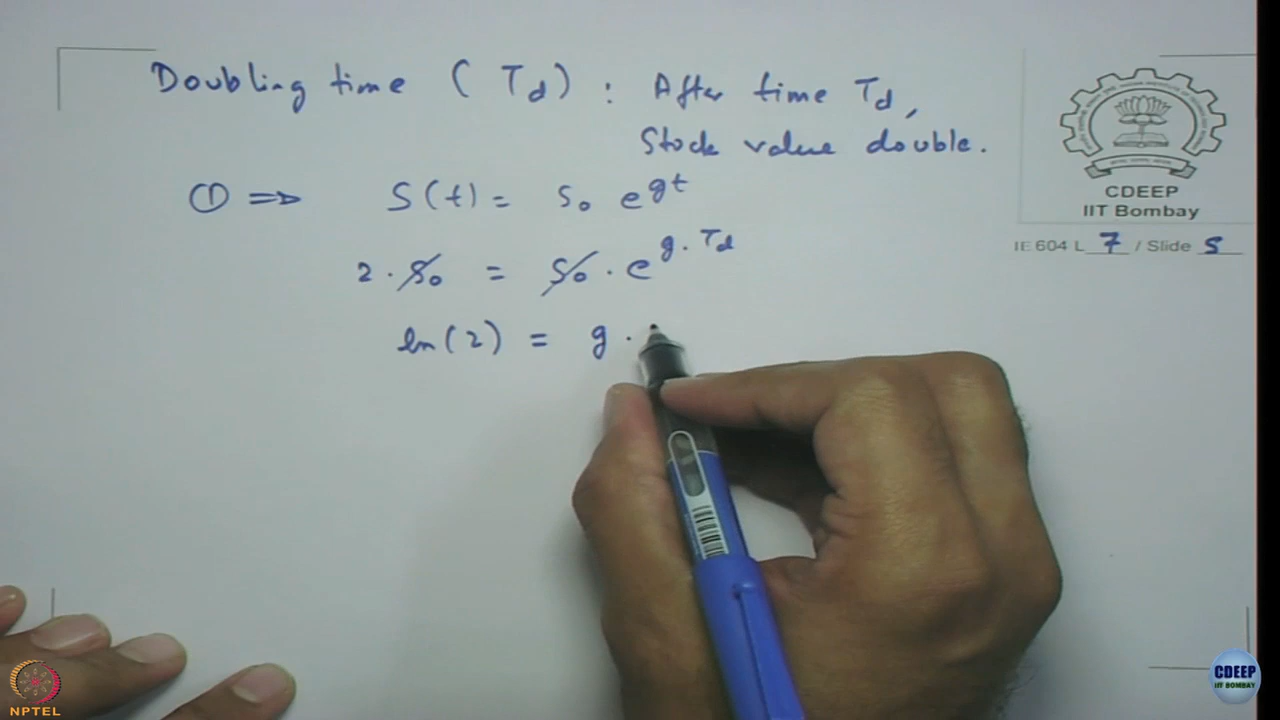 Doubling time ( Td ) : After time Td,
Stock value double.
① ⇒ S(t) = S₀ e^gt
2 · S₀ = S₀ · e^g · Td
ln(2) = g ·
CDEEP
IIT Bombay
IE 604 L 7 / Slide 5
NPTEL
CDEEP
IIT BOMBAY